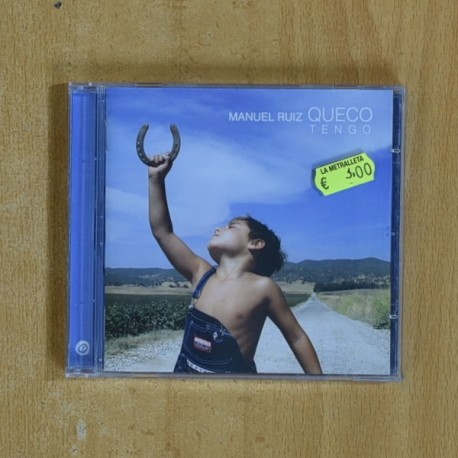 MANUEL RUIZ QUECO
TENGO
LA METRALLETA
€ 3,00